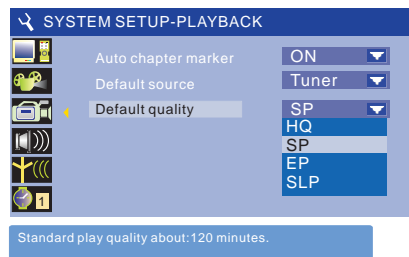 SYSTEM SETUP-PLAYBACK
Auto chapter marker ON
Default source Tuner
Default quality SP
HQ
SP
EP
SLP
1
Standard play quality about:120 minutes.